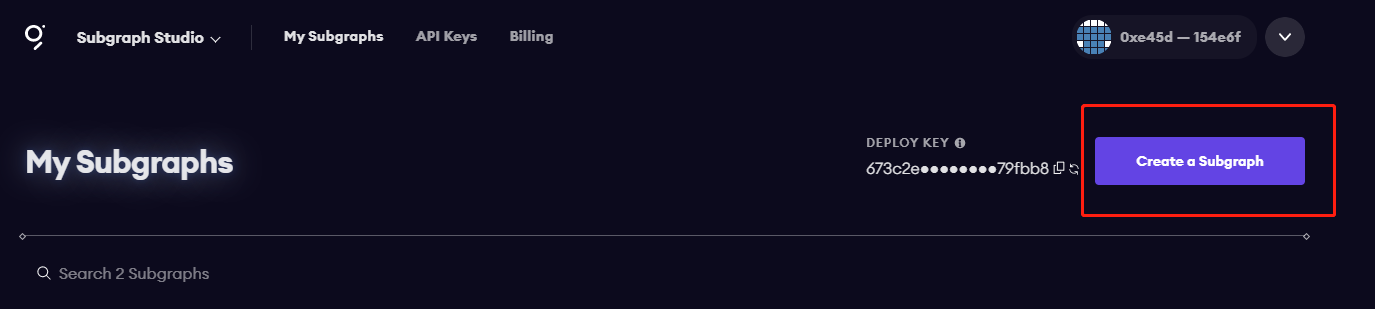 Subgraph Studio My Subgraphs API Keys Billing 0xe45d — 154e6f
DEPLOY KEY
My Subgraphs 673c2e●●●●●●●●79fbb8 Create a Subgraph
Search 2 Subgraphs